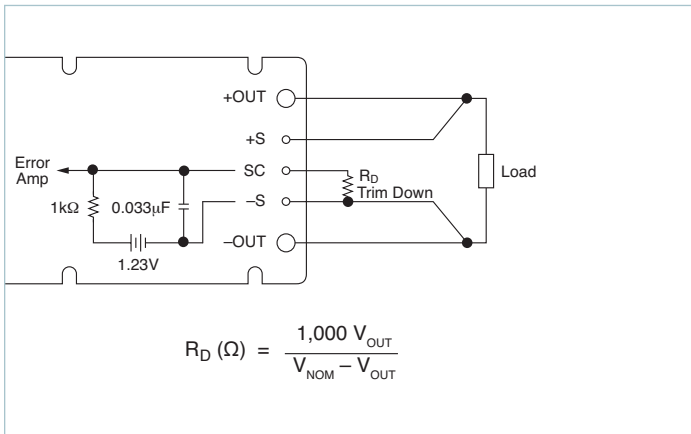 +OUT
+S
Error
Amp
SC
R_D
Trim Down
Load
1kΩ
0.033µF
–S
–OUT
1.23V
R_D (Ω) = 1,000 V_OUT / V_NOM – V_OUT